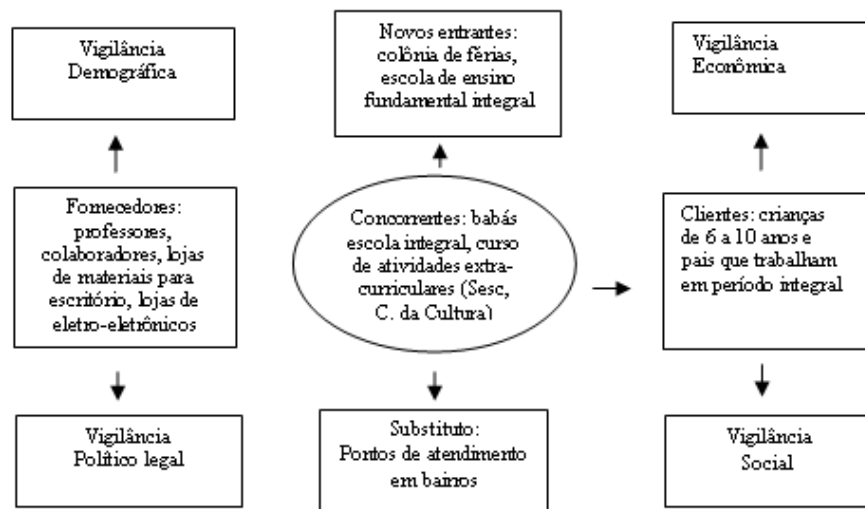 Vigilância
Demográfica
Novos entrantes:
colônia de férias,
escola de ensino
fundamental integral
Vigilância
Econômica
Fornecedores:
professores,
colaboradores, lojas
de materiais para
escritório, lojas de
eletro-eletrônicos
Concorrentes: babás
escola integral, curso
de atividades extra-
curriculares (Sesc,
C. da Cultura)
Clientes: crianças
de 6 a 10 anos e
pais que trabalham
em período integral
Vigilância
Político legal
Substituto:
Pontos de atendimento
em bairros
Vigilância
Social